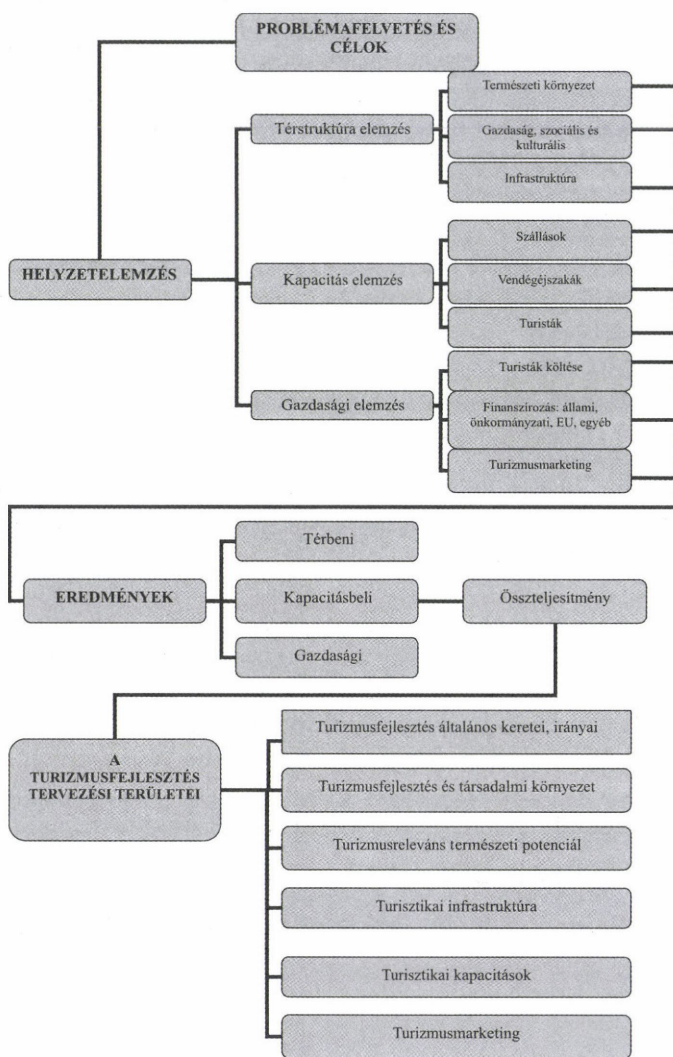 PROBLÉMAFELVETÉS ÉS
CÉLOK
Természeti környezet
Térstruktúra elemzés
Gazdaság, szociális és
kulturális
Infrastruktúra
Szállások
HELYZETELEMZÉS
Kapacitás elemzés
Vendégéjszakák
Turisták
Turisták költése
Gazdasági elemzés
Finanszírozás: állami,
önkormányzati, EU, egyéb
Turizmusmarketing
Térbeni
EREDMÉNYEK
Kapacitásbeli
Összteljesítmény
Gazdasági
A
TURIZMUSFEJLESZTÉS
TERVEZÉSI TERÜLETEI
Turizmusfejlesztés általános keretei, irányai
Turizmusfejlesztés és társadalmi környezet
Turizmusreleváns természeti potenciál
Turisztikai infrastruktúra
Turisztikai kapacitások
Turizmusmarketing